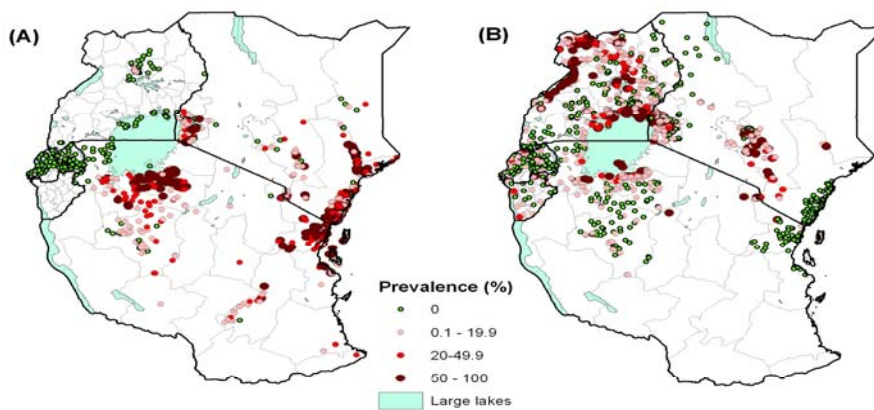 (A)
(B)
Prevalence (%)
0
0.1 - 19.9
20-49.9
50 - 100
Large lakes